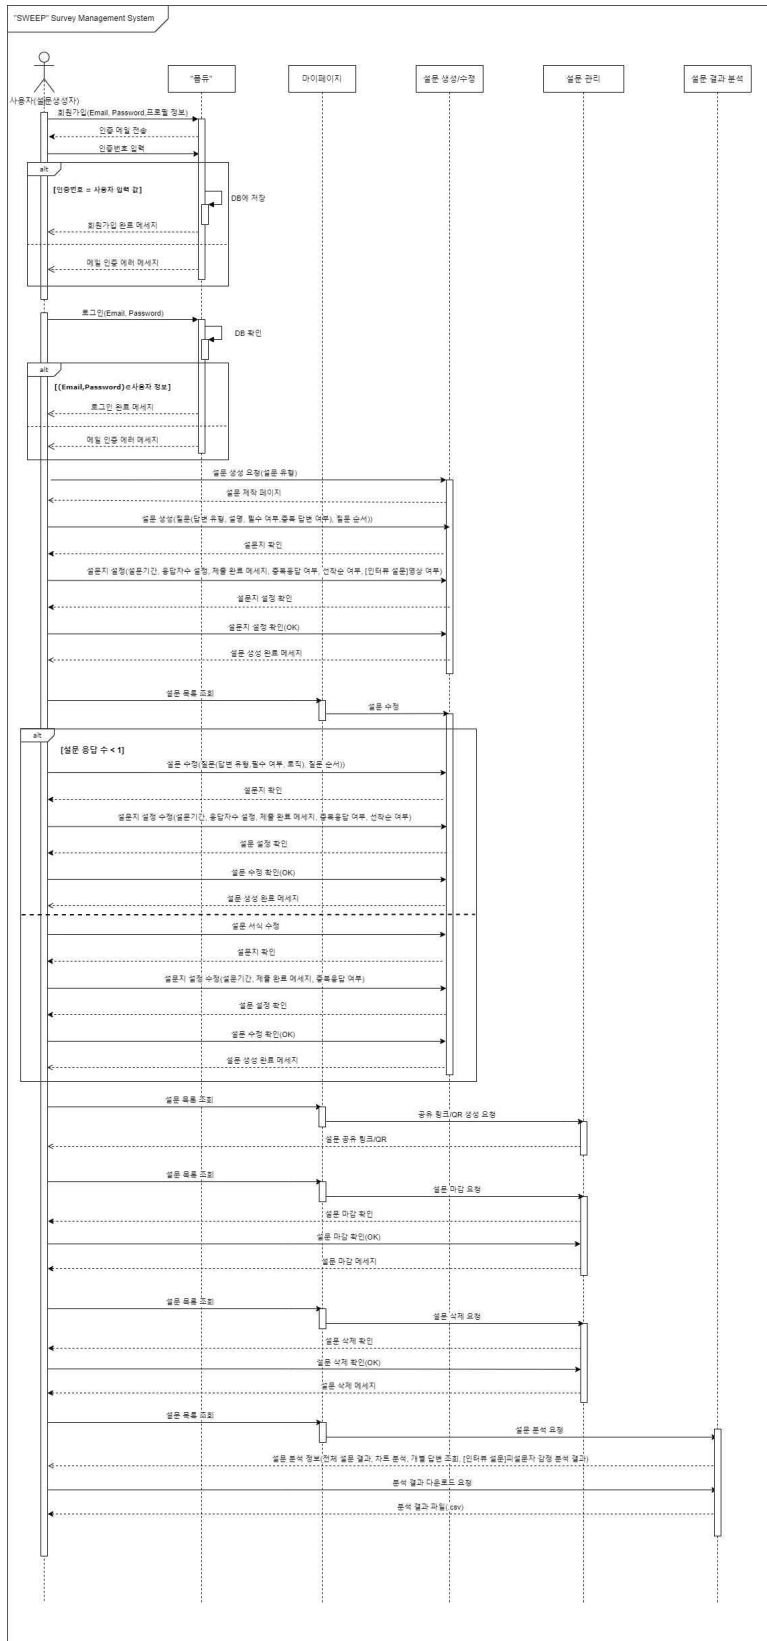 "SWEEP" Survey Management System
"폼듀"
마이페이지
설문 생성/수정
설문 관리
설문 결과 분석
사용자(설문생성자)
회원가입(Email, Password,프로필 정보)
인증 메일 전송
인증번호 입력
alt
[인증번호 = 사용자 입력 값]
DB에 저장
회원가입 완료 메세지
메일 인증 에러 메세지
로그인(Email, Password)
DB 확인
alt
[(Email,Password)∈사용자 정보]
로그인 완료 메세지
메일 인증 에러 메세지
설문 생성 요청(설문 유형)
설문 제작 페이지
설문 생성(질문(답변 유형, 설명, 필수 여부,중복 답변 여부), 질문 순서))
설문지 확인
설문지 설정(설문기간, 응답자수 설정, 제출 완료 메세지, 중복응답 여부, 선착순 여부, [인터뷰 설문]영상 여부)
설문지 설정 확인
설문지 설정 확인(OK)
설문 생성 완료 메세지
설문 목록 조회
설문 수정
alt
[설문 응답 수 < 1]
설문 수정(질문(답변 유형,필수 여부, 로직), 질문 순서))
설문지 확인
설문지 설정 수정(설문기간, 응답자수 설정, 제출 완료 메세지, 중복응답 여부, 선착순 여부)
설문 설정 확인
설문 수정 확인(OK)
설문 생성 완료 메세지
설문 서식 수정
설문지 확인
설문지 설정 수정(설문기간, 제출 완료 메세지, 중복응답 여부)
설문 설정 확인
설문 수정 확인(OK)
설문 생성 완료 메세지
설문 목록 조회
공유 링크/QR 생성 요청
설문 공유 링크/QR
설문 목록 조회
설문 마감 요청
설문 마감 확인
설문 마감 확인(OK)
설문 마감 메세지
설문 목록 조회
설문 삭제 요청
설문 삭제 확인
설문 삭제 확인(OK)
설문 삭제 메세지
설문 목록 조회
설문 분석 요청
설문 분석 정보(전체 설문 결과, 차트 분석, 개별 답변 조회, [인터뷰 설문]피설문자 감정 분석 결과)
분석 결과 다운로드 요청
분석 결과 파일(.csv)